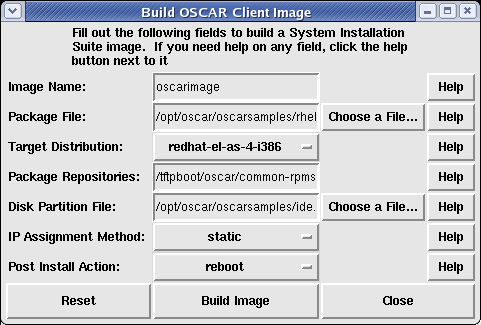 Build OSCAR Client Image
Fill out the following fields to build a System Installation
Suite image. If you need help on any field, click the help
button next to it
Image Name: oscarimage Help
Package File: /opt/oscar/oscarsamples/rhel Choose a File... Help
Target Distribution: redhat-el-as-4-i386 Help
Package Repositories: /tftpboot/oscar/common-rpms Help
Disk Partition File: /opt/oscar/oscarsamples/ide. Choose a File... Help
IP Assignment Method: static Help
Post Install Action: reboot Help
Reset Build Image Close